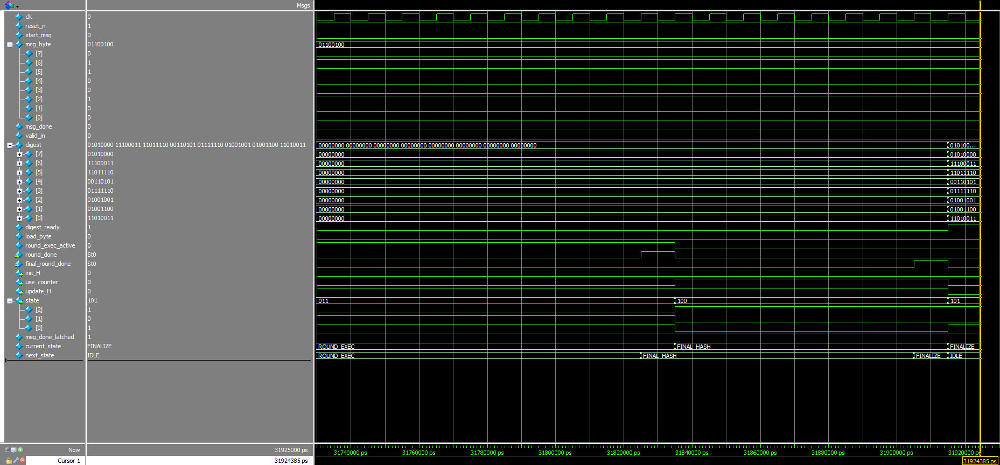 Msgs
clk 0
reset_n 1
start_msg 0
msg_byte 01100100 01100100
[7] 0
[6] 1
[5] 1
[4] 0
[3] 0
[2] 1
[1] 0
[0] 0
msg_done 0
valid_in 0
digest 01010000 11100011 11011110 00110101 01111110 01001001 01001100 11010011 00000000 00000000 00000000 00000000 00000000 00000000 00000000 00000000 010100...
[7] 01010000 00000000 01010000
[6] 11100011 00000000 11100011
[5] 11011110 00000000 11011110
[4] 00110101 00000000 00110101
[3] 01111110 00000000 01111110
[2] 01001001 00000000 01001001
[1] 01001100 00000000 01001100
[0] 11010011 00000000 11010011
digest_ready 1
load_byte 0
round_exec_active 0
round_done St0
final_round_done St0
init_H 0
use_counter 0
update_H 0
state 101 011 100 101
[2] 1
[1] 0
[0] 1
msg_done_latched 1
current_state FINALIZE ROUND_EXEC FINAL_HASH FINALIZE
next_state IDLE ROUND_EXEC FINAL_HASH FINALIZE IDLE
Now 31925000 ps 31740000 ps 31760000 ps 31780000 ps 31800000 ps 31820000 ps 31840000 ps 31860000 ps 31880000 ps 31900000 ps 31920000 ps
Cursor 1 31924385 ps 31924385 ps